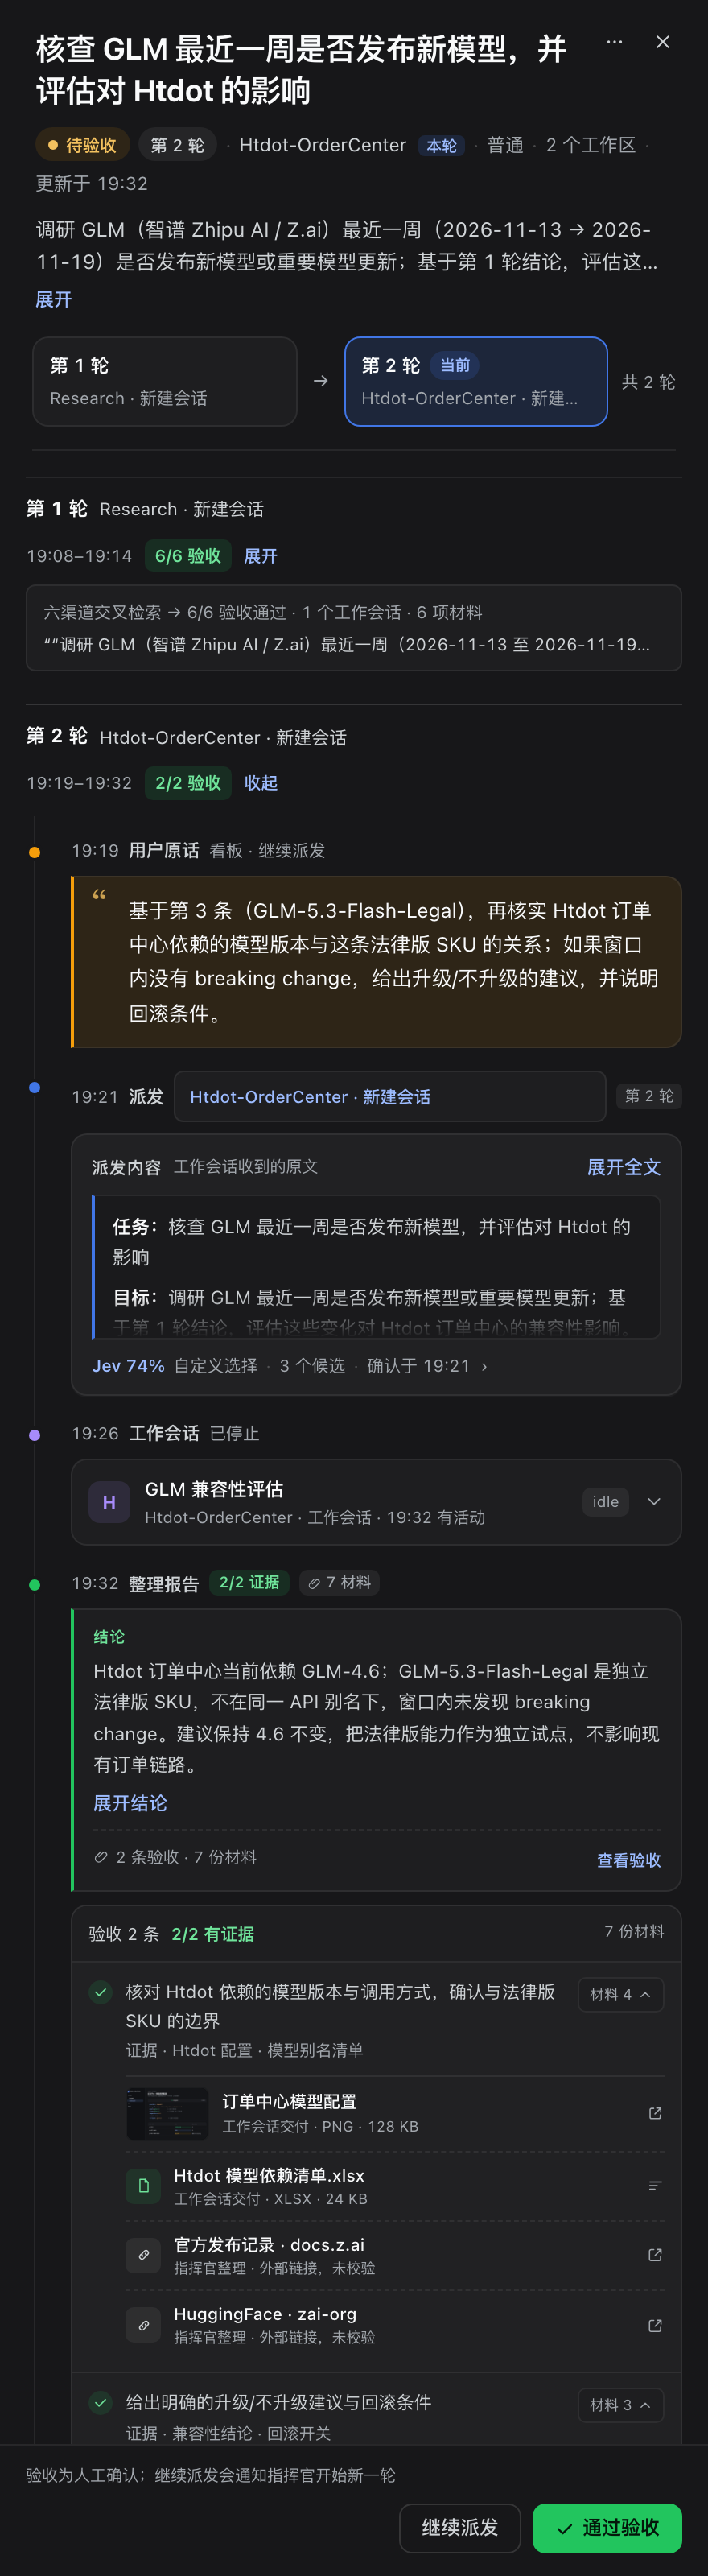 核查 GLM 最近一周是否发布新模型，并
评估对 Htdot 的影响
待验收 第 2 轮 · Htdot-OrderCenter 本轮 · 普通 · 2 个工作区 ·
更新于 19:32
调研 GLM（智谱 Zhipu AI / Z.ai）最近一周（2026-11-13 → 2026-
11-19）是否发布新模型或重要模型更新；基于第 1 轮结论，评估这...
展开
第 1 轮
Research · 新建会话
→
第 2 轮 当前
Htdot-OrderCenter · 新建...
共 2 轮
第 1 轮 Research · 新建会话
19:08–19:14 6/6 验收 展开
六渠道交叉检索 → 6/6 验收通过 · 1 个工作会话 · 6 项材料
““调研 GLM（智谱 Zhipu AI / Z.ai）最近一周（2026-11-13 至 2026-11-19...
第 2 轮 Htdot-OrderCenter · 新建会话
19:19–19:32 2/2 验收 收起
19:19 用户原话 看板 · 继续派发
“
基于第 3 条（GLM-5.3-Flash-Legal），再核实 Htdot 订单
中心依赖的模型版本与这条法律版 SKU 的关系；如果窗口
内没有 breaking change，给出升级/不升级的建议，并说明
回滚条件。
19:21 派发 Htdot-OrderCenter · 新建会话 第 2 轮
派发内容 工作会话收到的原文 展开全文
任务：核查 GLM 最近一周是否发布新模型，并评估对 Htdot 的
影响
目标：调研 GLM 最近一周是否发布新模型或重要模型更新；基
于第 1 轮结论，评估这些变化对 Htdot 订单中心的兼容性影响。
Jev 74% 自定义选择 · 3 个候选 · 确认于 19:21 ›
19:26 工作会话 已停止
H
GLM 兼容性评估
Htdot-OrderCenter · 工作会话 · 19:32 有活动
idle
19:32 整理报告 2/2 证据 7 材料
结论
Htdot 订单中心当前依赖 GLM-4.6；GLM-5.3-Flash-Legal 是独立
法律版 SKU，不在同一 API 别名下，窗口内未发现 breaking
change。建议保持 4.6 不变，把法律版能力作为独立试点，不影响现
有订单链路。
展开结论
2 条验收 · 7 份材料 查看验收
验收 2 条 2/2 有证据 7 份材料
核对 Htdot 依赖的模型版本与调用方式，确认与法律版
SKU 的边界
材料 4
证据 · Htdot 配置 · 模型别名清单
订单中心模型配置
工作会话交付 · PNG · 128 KB
Htdot 模型依赖清单.xlsx
工作会话交付 · XLSX · 24 KB
官方发布记录 · docs.z.ai
指挥官整理 · 外部链接，未校验
HuggingFace · zai-org
指挥官整理 · 外部链接，未校验
给出明确的升级/不升级建议与回滚条件
材料 3
证据 · 兼容性结论 · 回滚开关
验收为人工确认；继续派发会通知指挥官开始新一轮
继续派发 通过验收